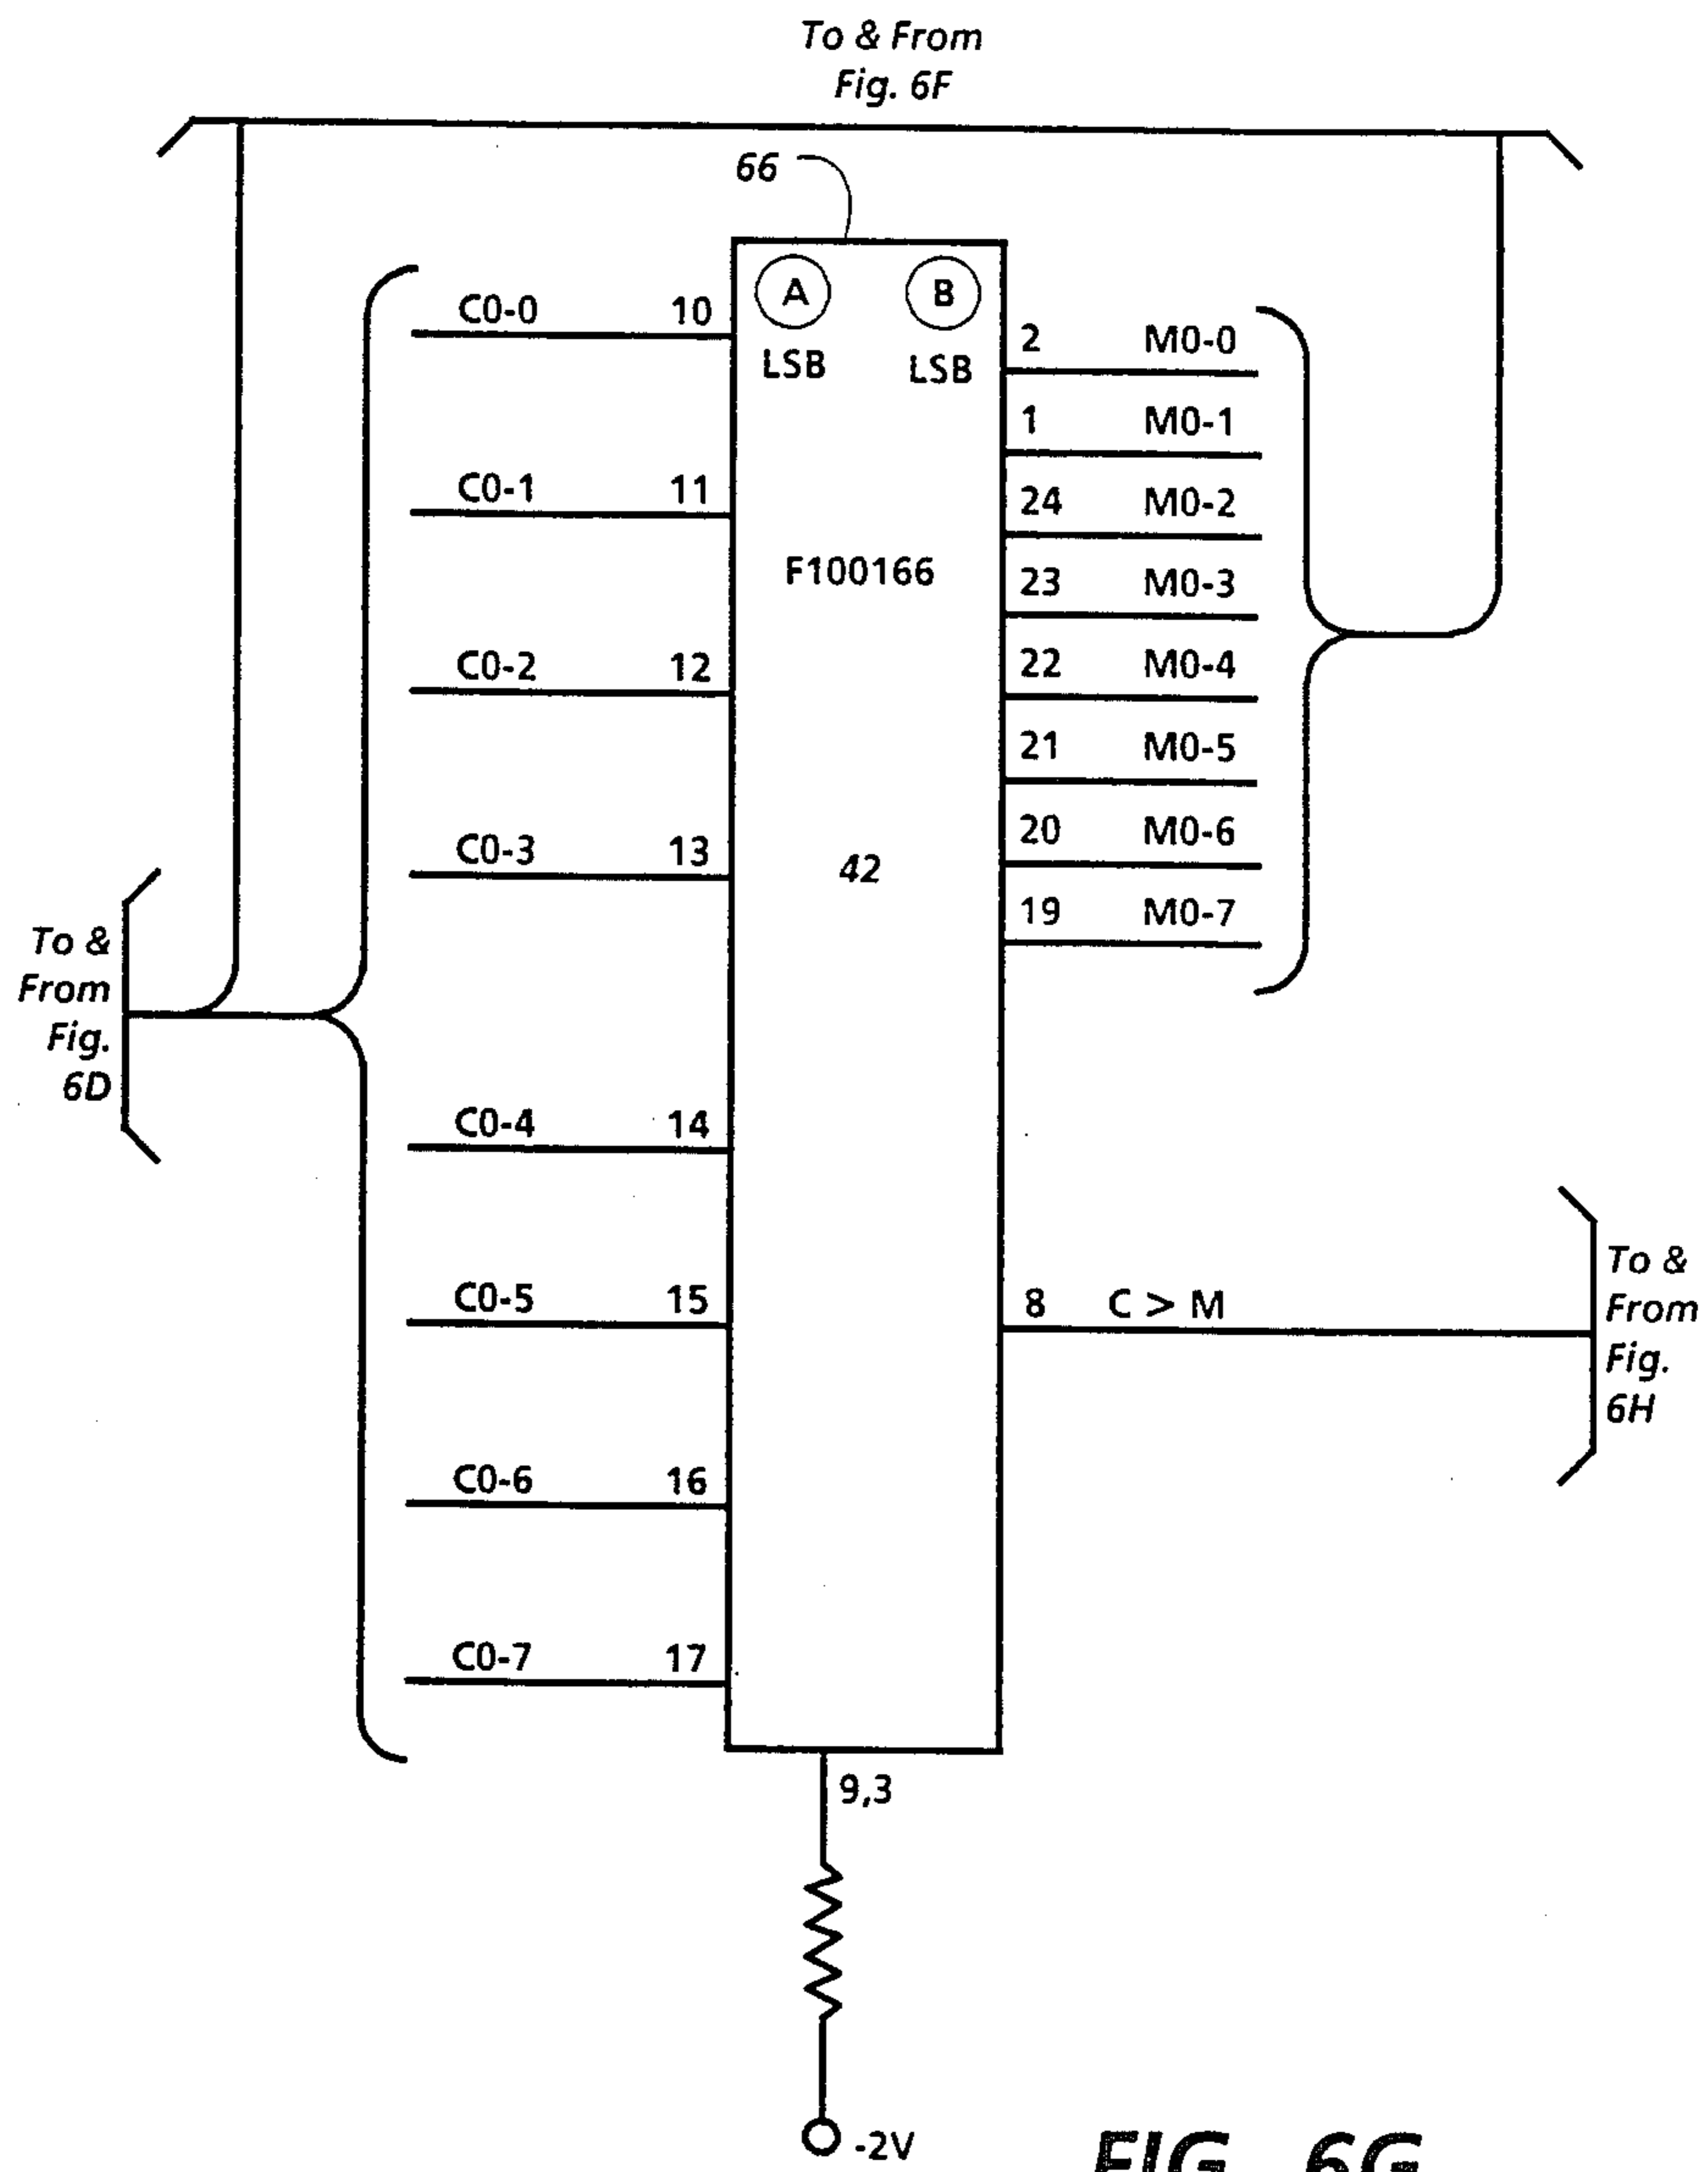 To & From
Fig. 6F
66
A B
LSB LSB
C0-0 10
2 M0-0
1 M0-1
C0-1 11
24 M0-2
F100166
23 M0-3
C0-2 12
22 M0-4
21 M0-5
C0-3 13
20 M0-6
42
19 M0-7
To &
From
Fig.
6D
C0-4 14
C0-5 15
8 C > M
To &
From
Fig.
6H
C0-6 16
C0-7 17
9,3
-2V
FIG. 6G